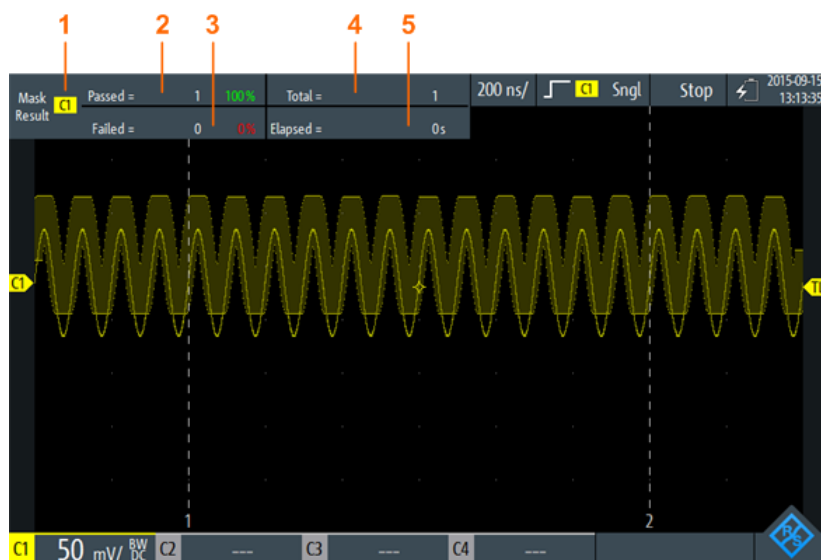 1 2 3 4 5
Mask Result C1 Passed = 1 100% Total = 1 200 ns/ C1 Sngl Stop 2015-09-15 13:13:35
Failed = 0 0% Elapsed = 0s
C1 TL
1 2
C1 50 mV/ BW DC C2 --- C3 --- C4 --- R&S